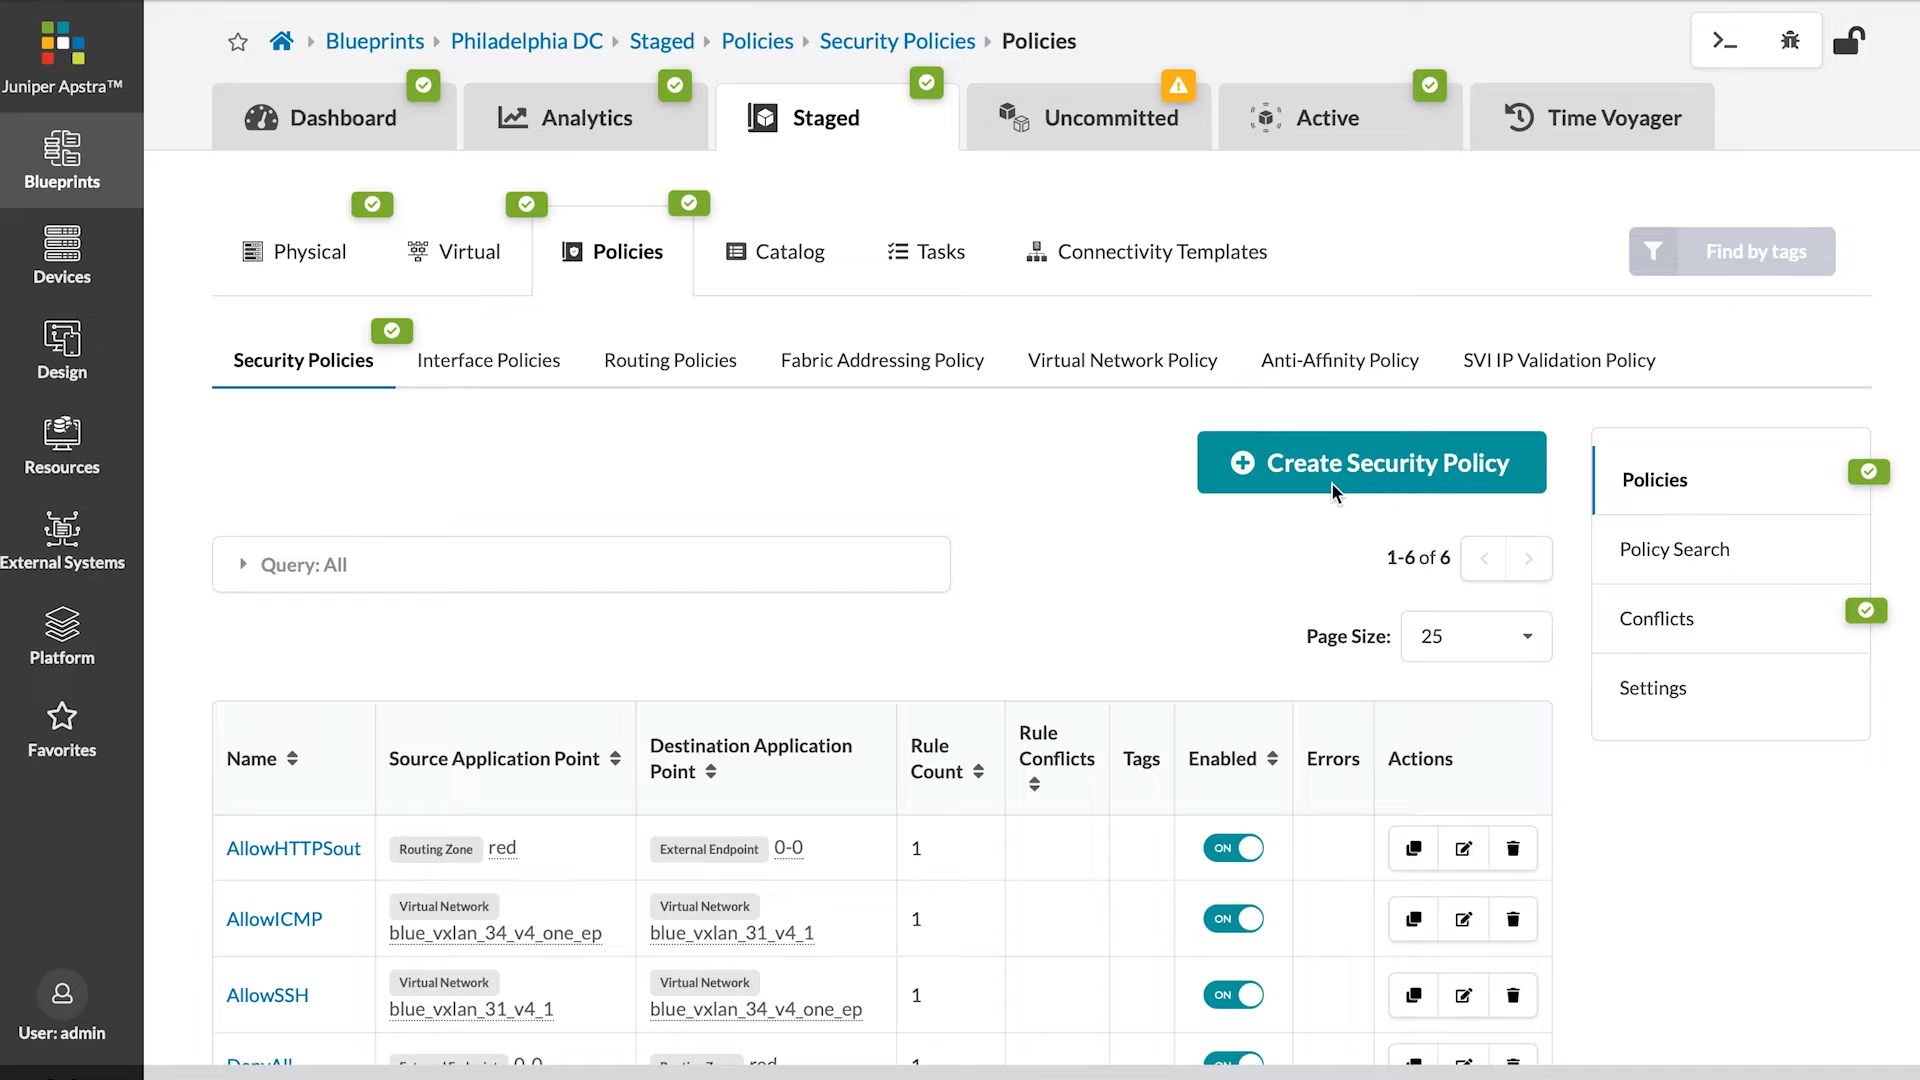 Juniper Apstra™
Blueprints
Devices
Design
Resources
External Systems
Platform
Favorites
User: admin
Blueprints Philadelphia DC Staged Policies Security Policies Policies
Dashboard Analytics Staged Uncommitted Active Time Voyager
Physical Virtual Policies Catalog Tasks Connectivity Templates Find by tags
Security Policies Interface Policies Routing Policies Fabric Addressing Policy Virtual Network Policy Anti-Affinity Policy SVI IP Validation Policy
Create Security Policy
Query: All
1-6 of 6
Page Size: 25
Policies
Policy Search
Conflicts
Settings
Name Source Application Point Destination Application Point Rule Count Rule Conflicts Tags Enabled Errors Actions
AllowHTTPSout Routing Zone red External Endpoint 0-0 1 ON
AllowICMP Virtual Network blue_vxlan_34_v4_one_ep Virtual Network blue_vxlan_31_v4_1 1 ON
AllowSSH Virtual Network blue_vxlan_31_v4_1 Virtual Network blue_vxlan_34_v4_one_ep 1 ON
DenyAll 0-0 red 1 ON